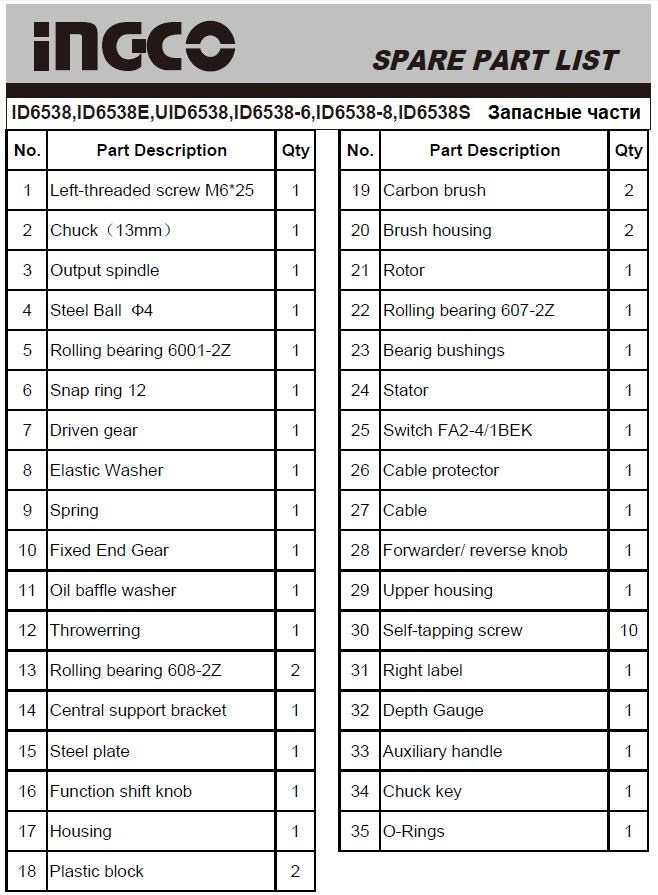 INGCO
SPARE PART LIST
ID6538,ID6538E,UID6538,ID6538-6,ID6538-8,ID6538S Запасные части
No. Part Description Qty
1 Left-threaded screw M6*25 1
2 Chuck（13mm） 1
3 Output spindle 1
4 Steel Ball Φ4 1
5 Rolling bearing 6001-2Z 1
6 Snap ring 12 1
7 Driven gear 1
8 Elastic Washer 1
9 Spring 1
10 Fixed End Gear 1
11 Oil baffle washer 1
12 Throwerring 1
13 Rolling bearing 608-2Z 2
14 Central support bracket 1
15 Steel plate 1
16 Function shift knob 1
17 Housing 1
18 Plastic block 2
No. Part Description Qty
19 Carbon brush 2
20 Brush housing 2
21 Rotor 1
22 Rolling bearing 607-2Z 1
23 Bearig bushings 1
24 Stator 1
25 Switch FA2-4/1BEK 1
26 Cable protector 1
27 Cable 1
28 Forwarder/ reverse knob 1
29 Upper housing 1
30 Self-tapping screw 10
31 Right label 1
32 Depth Gauge 1
33 Auxiliary handle 1
34 Chuck key 1
35 O-Rings 1